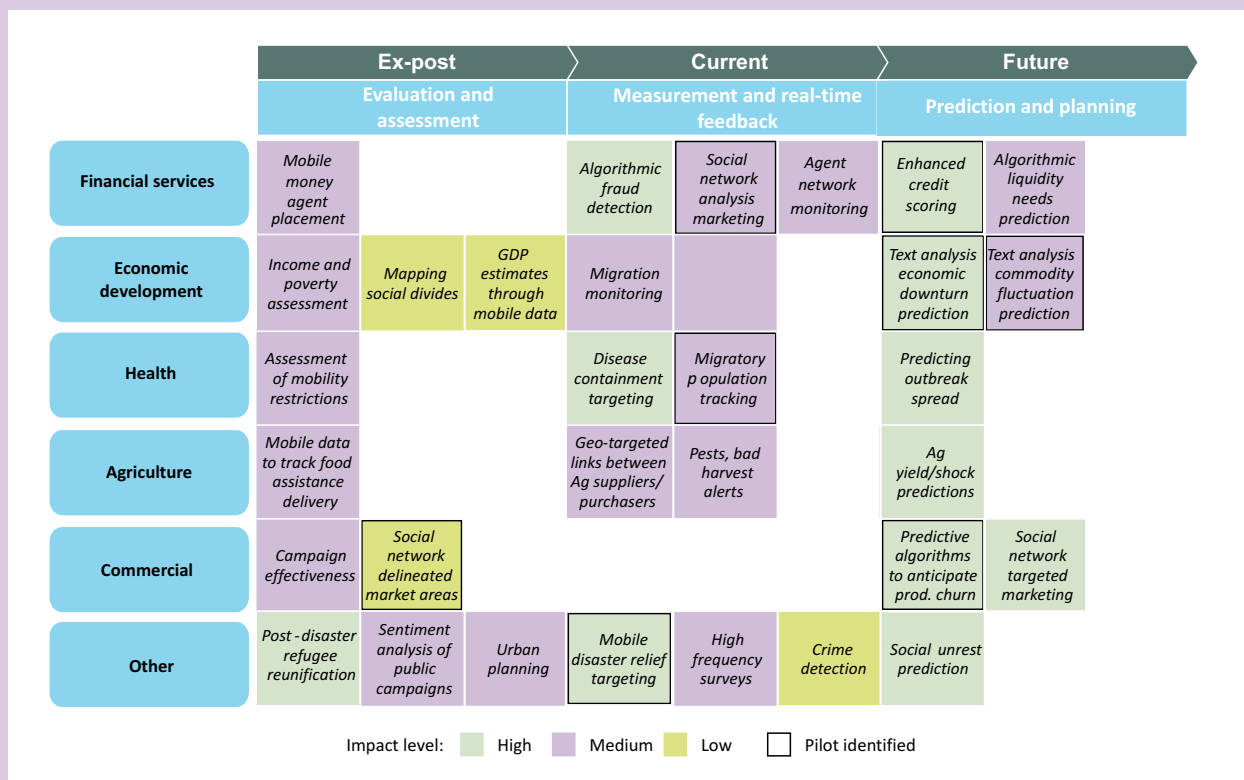 Ex-post
Current
Future
Evaluation and
assessment
Measurement and real-time
feedback
Prediction and planning
Financial services
Mobile
money
agent
placement
Algorithmic
fraud
detection
Social
network
analysis
marketing
Agent
network
monitoring
Enhanced
credit
scoring
Algorithmic
liquidity
needs
prediction
Economic
development
Income and
poverty
assessment
Mapping
social divides
GDP
estimates
through
mobile data
Migration
monitoring
Text analysis
economic
downturn
prediction
Text analysis
commodity
fluctuation
prediction
Health
Assessment
of mobility
restrictions
Disease
containment
targeting
Migratory
p opulation
tracking
Predicting
outbreak
spread
Agriculture
Mobile data
to track food
assistance
delivery
Geo-targeted
links between
Ag suppliers/
purchasers
Pests, bad
harvest
alerts
Ag
yield/shock
predictions
Commercial
Campaign
effectiveness
Social
network
delineated
market areas
Predictive
algorithms
to anticipate
prod. churn
Social
network
targeted
marketing
Other
Post-disaster
refugee
reunification
Sentiment
analysis of
public
campaigns
Urban
planning
Mobile
disaster relief
targeting
High
frequency
surveys
Crime
detection
Social unrest
prediction
Impact level: High Medium Low Pilot identified